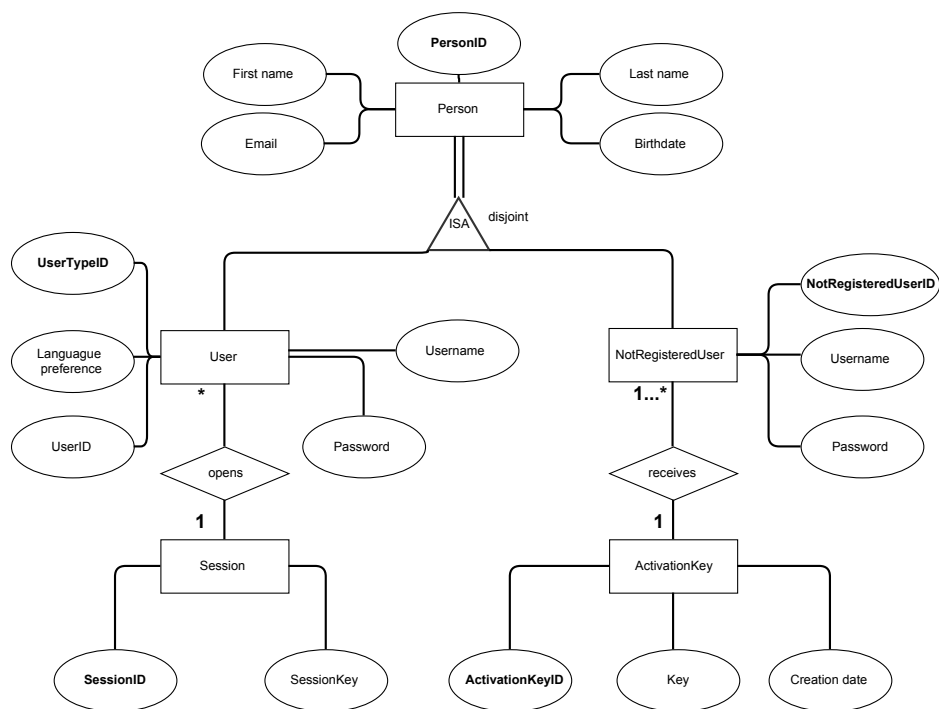 PersonID
First name
Last name
Person
Email
Birthdate
ISA
disjoint
UserTypeID
NotRegisteredUserID
Username
Languague
preference
User
NotRegisteredUser
Username
*
1...*
UserID
Password
Password
opens
receives
1
1
Session
ActivationKey
SessionID
SessionKey
ActivationKeyID
Key
Creation date